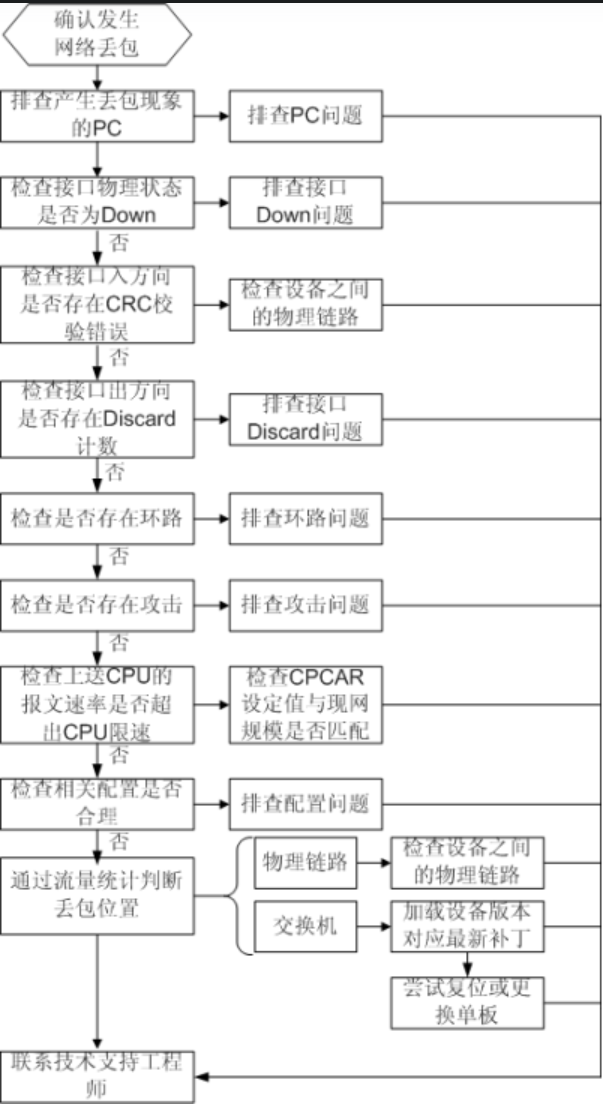 确认发生
网络丢包
排查产生丢包现象
的PC
排查PC问题
检查接口物理状态
是否为Down
排查接口
Down问题
否
检查接口入方向
是否存在CRC校
验错误
检查设备之间
的物理链路
否
检查接口出方向
是否存在Discard
计数
排查接口
Discard问题
否
检查是否存在环路
排查环路问题
否
检查是否存在攻击
排查攻击问题
否
检查上送CPU的
报文速率是否超
出CPU限速
检查CPCAR
设定值与现网
规模是否匹配
否
检查相关配置是否
合理
排查配置问题
否
通过流量统计判断
丢包位置
物理链路
检查设备之间
的物理链路
交换机
加载设备版本
对应最新补丁
尝试复位或更
换单板
联系技术支持工程
师